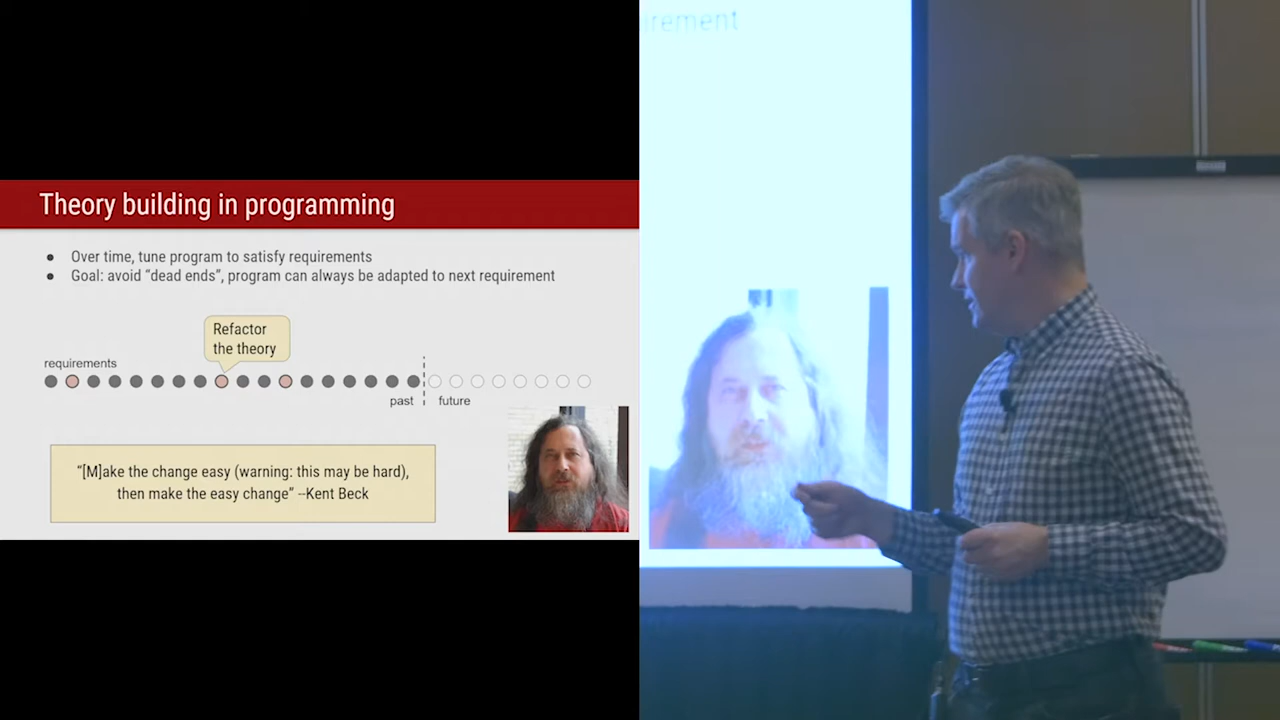 Theory building in programming
Over time, tune program to satisfy requirements
Goal: avoid “dead ends”, program can always be adapted to next requirement
Refactor
the theory
requirements
past
future
“[M]ake the change easy (warning: this may be hard),
then make the easy change” --Kent Beck
irement